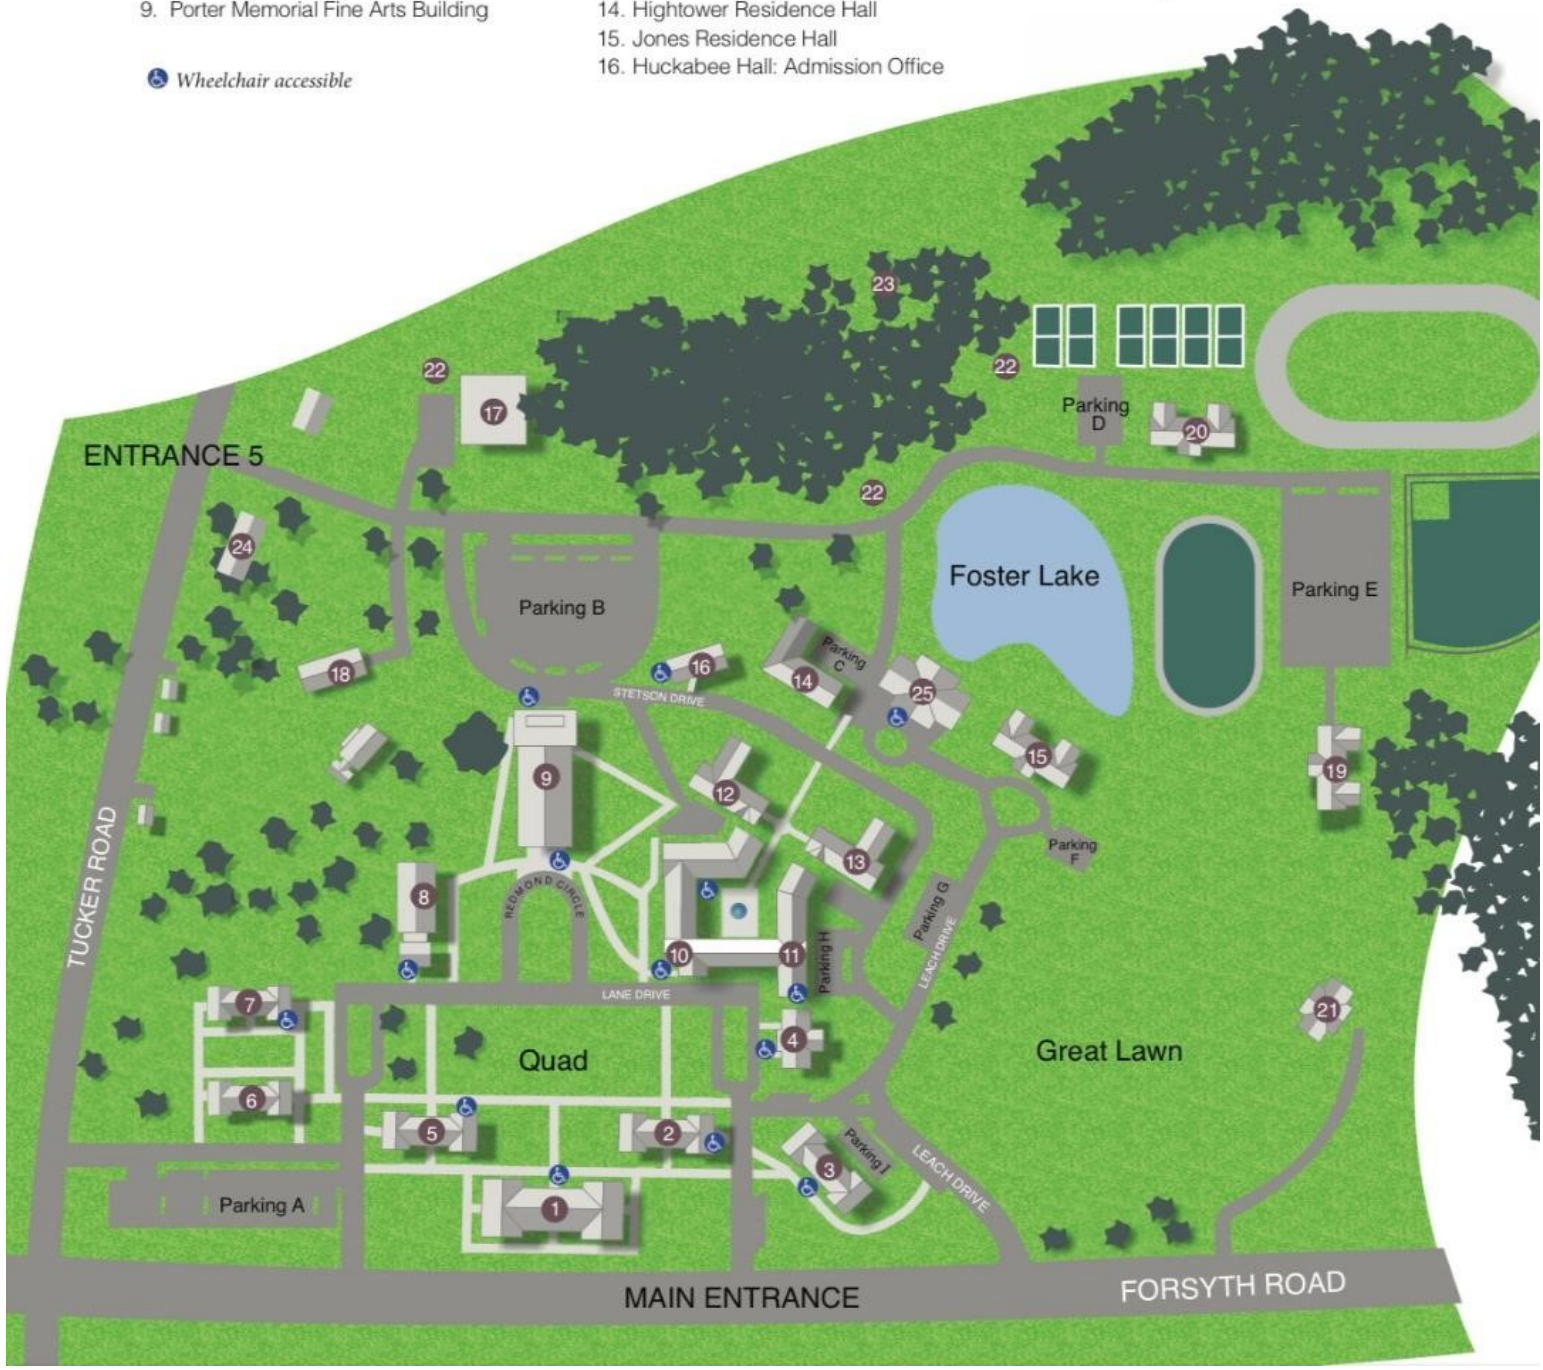 9. Porter Memorial Fine Arts Building
14. Hightower Residence Hall
15. Jones Residence Hall
16. Huckabee Hall: Admission Office
Wheelchair accessible
23
22
17
22
Parking
D
20
ENTRANCE 5
22
24
Foster Lake
Parking B
Parking E
18
16
Parking
C
14
25
STETSON DRIVE
9
15
19
12
TUCKER ROAD
13
Parking
F
8
REDMOND CIRCLE
Parking G
10
11
Parking H
LEACH DRIVE
LANE DRIVE
7
21
4
Quad
Great Lawn
6
5
2
3
Parking I
LEACH DRIVE
Parking A
1
MAIN ENTRANCE
FORSYTH ROAD